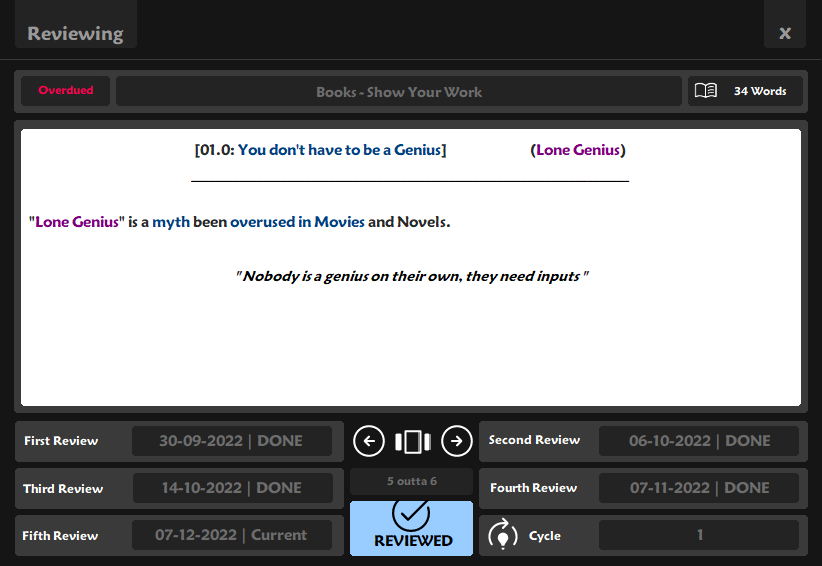 Reviewing
x
Overdued
Books - Show Your Work
34 Words
[01.0: You don't have to be a Genius] (Lone Genius)
"Lone Genius" is a myth been overused in Movies and Novels.
"Nobody is a genius on their own, they need inputs"
First Review 30-09-2022 | DONE
Second Review 06-10-2022 | DONE
5 outta 6
Third Review 14-10-2022 | DONE
Fourth Review 07-11-2022 | DONE
Fifth Review 07-12-2022 | Current
REVIEWED
Cycle 1